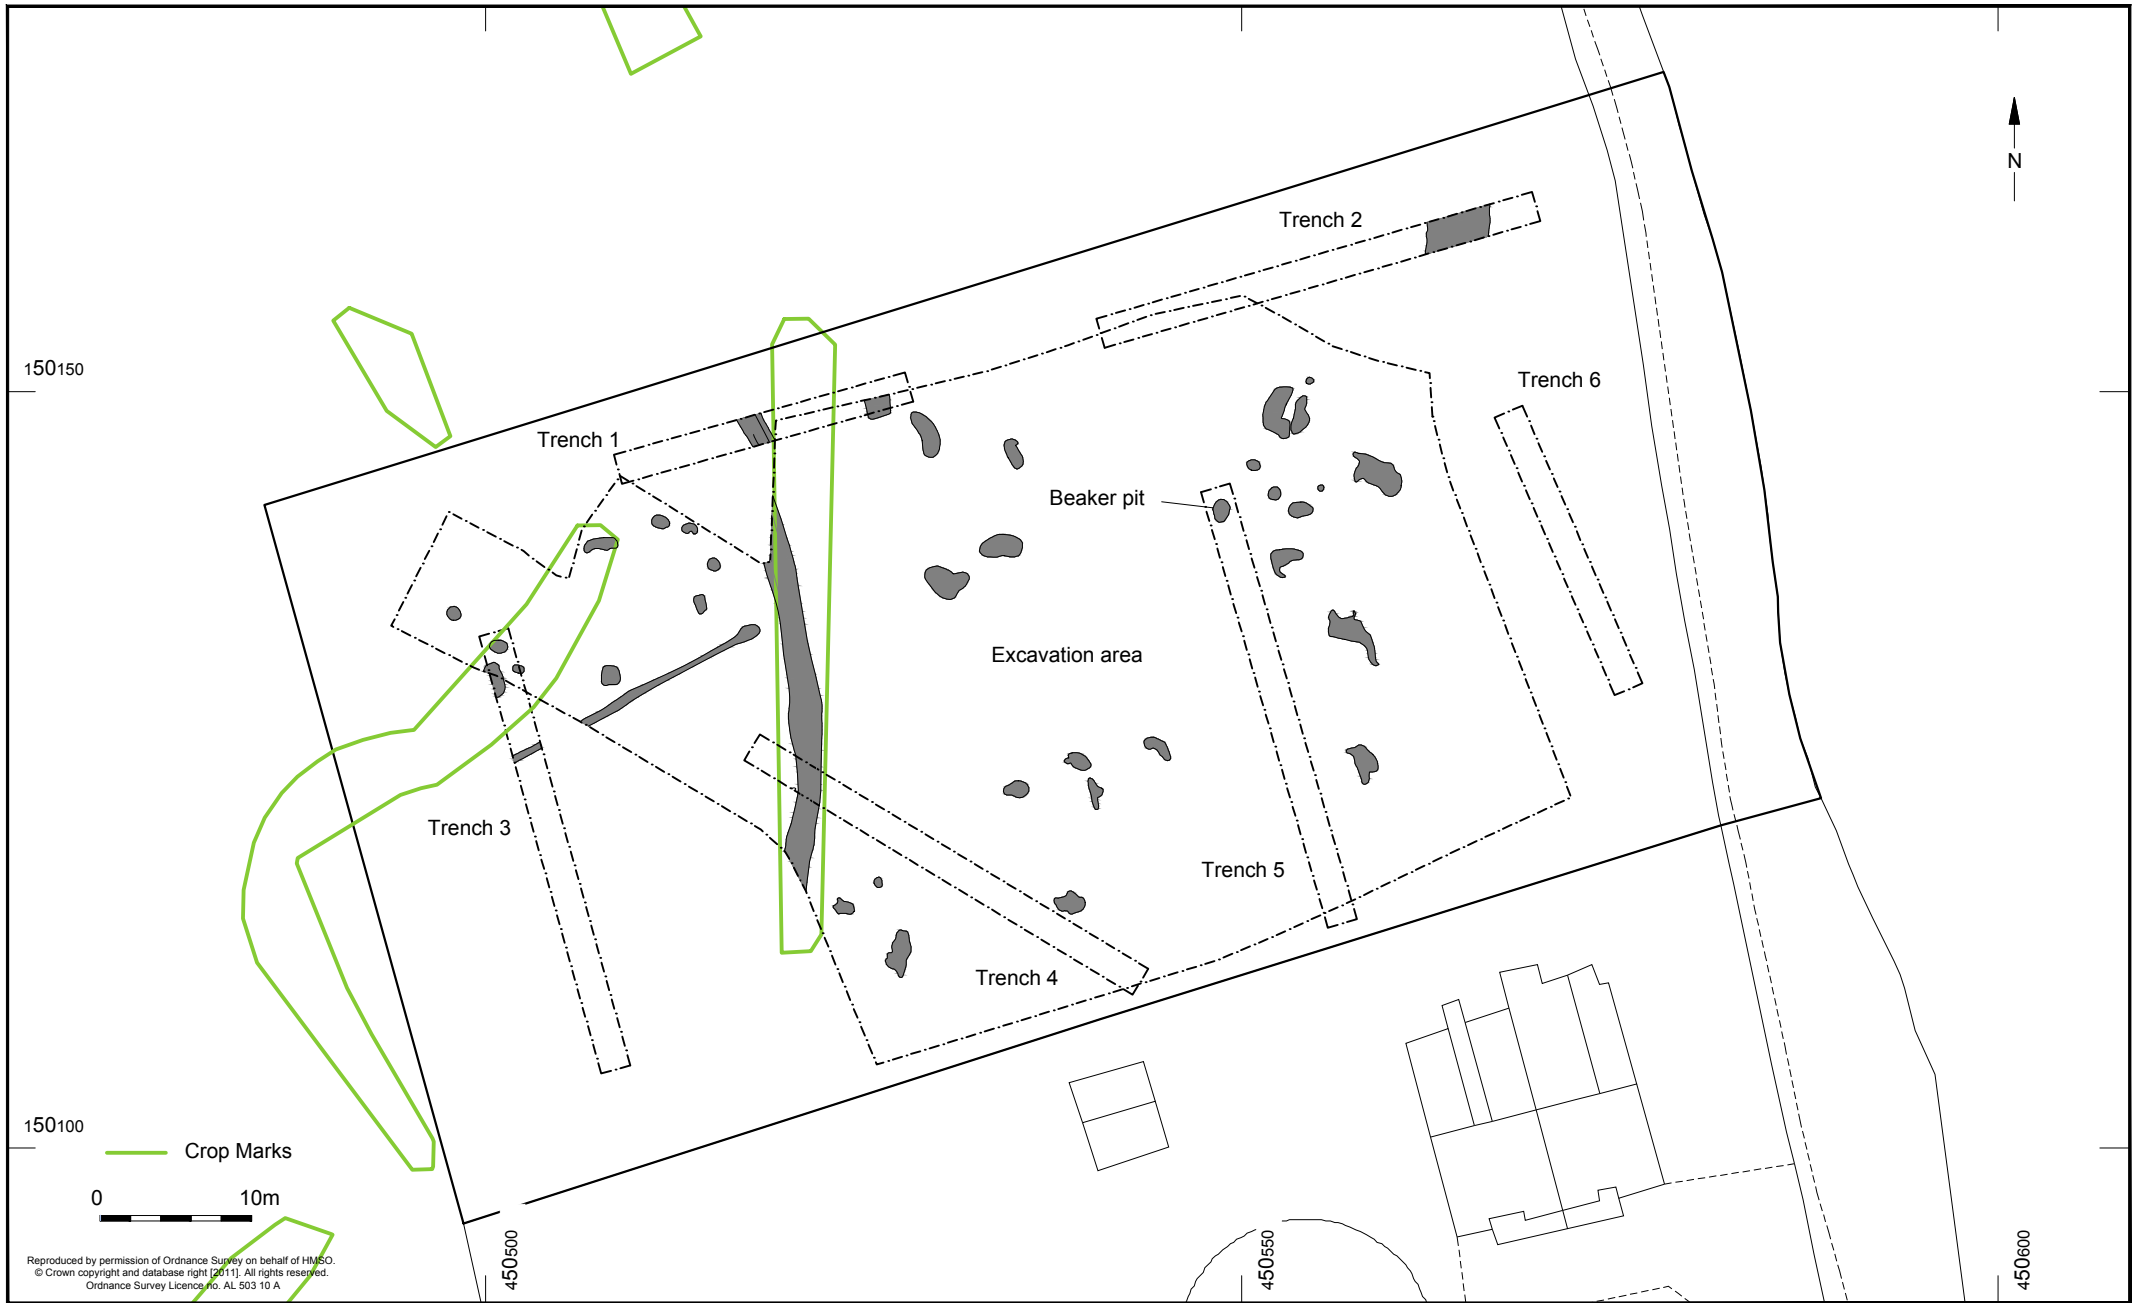 N
Trench 2
150150
Trench 6
Trench 1
Beaker pit
Excavation area
Trench 3
Trench 5
Trench 4
150100
Crop Marks
0 10m
450500
450550
450600
Reproduced by permission of Ordnance Survey on behalf of HMSO.
© Crown copyright and database right [2011]. All rights reserved.
Ordnance Survey Licence no. AL 503 10 A